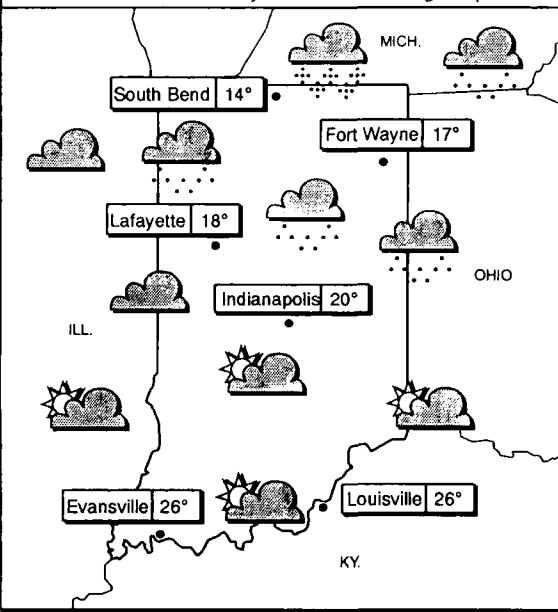 MICH.
South Bend 14°
Fort Wayne 17°
Lafayette 18°
OHIO
Indianapolis 20°
ILL.
Evansville 26°
Louisville 26°
KY.